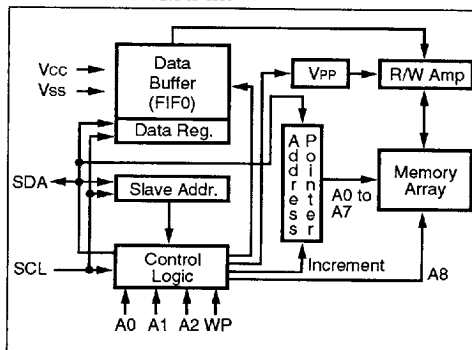 Vcc
Vss
Data
Buffer
(FIF0)
Data Reg.
VPP
R/W Amp
SDA
Slave Addr.
Address
Pointer
A0 to
A7
Memory
Array
SCL
Control
Logic
Increment
A8
A0 A1 A2 WP